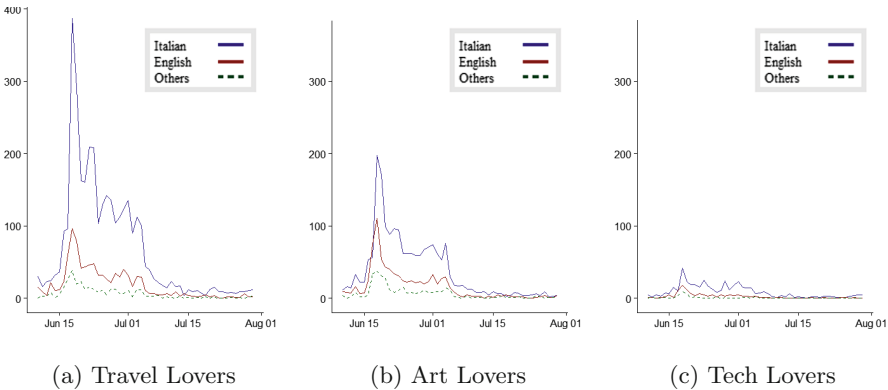 400
300
200
100
0
Italian
English
Others
Jun 15
Jul 01
Jul 15
Aug 01
(a) Travel Lovers
300
200
100
0
Italian
English
Others
Jun 15
Jul 01
Jul 15
Aug 01
(b) Art Lovers
300
200
100
0
Italian
English
Others
Jun 15
Jul 01
Jul 15
Aug 01
(c) Tech Lovers